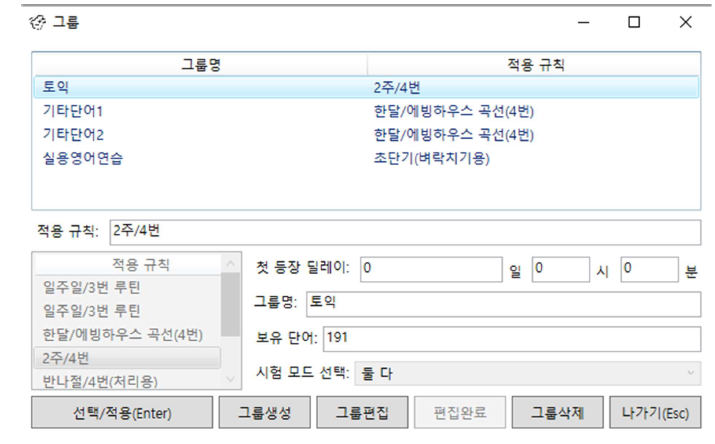 그룹
그룹명 적용 규칙
토익 2주/4번
기타단어1 한달/에빙하우스 곡선(4번)
기타단어2 한달/에빙하우스 곡선(4번)
실용영어연습 초단기(벼락치기용)
적용 규칙: 2주/4번
적용 규칙
일주일/3번 루틴
일주일/3번 루틴
한달/에빙하우스 곡선(4번)
2주/4번
반나절/4번(처리용)
첫 등장 딜레이: 0 일 0 시 0 분
그룹명: 토익
보유 단어: 191
시험 모드 선택: 둘 다
선택/적용(Enter) 그룹생성 그룹편집 편집완료 그룹삭제 나가기(Esc)